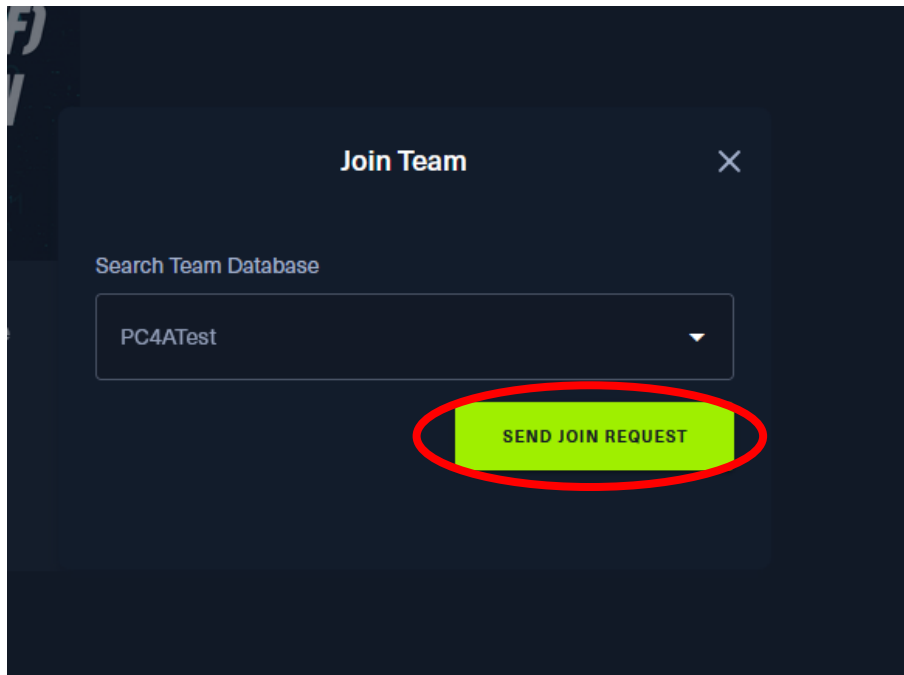 F)
Join Team
Search Team Database
PC4ATest
SEND JOIN REQUEST